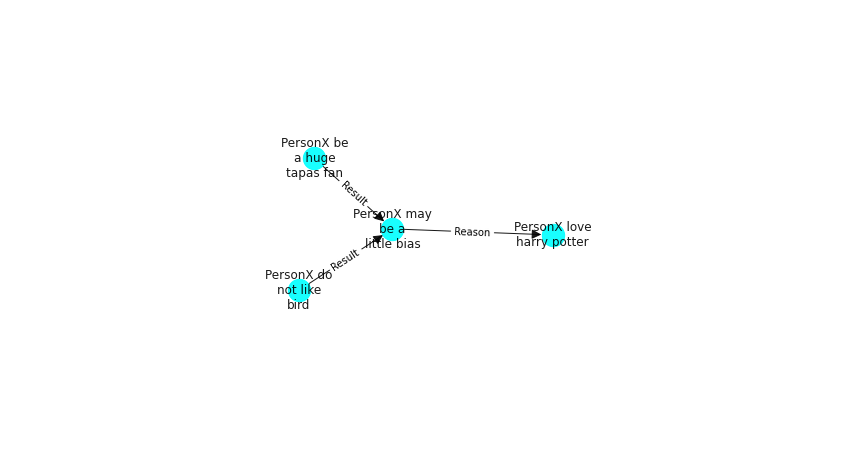 PersonX be
a huge
tapas fan
Result
PersonX may
be a
little bias
Reason
PersonX love
harry potter
Result
PersonX do
not like
bird